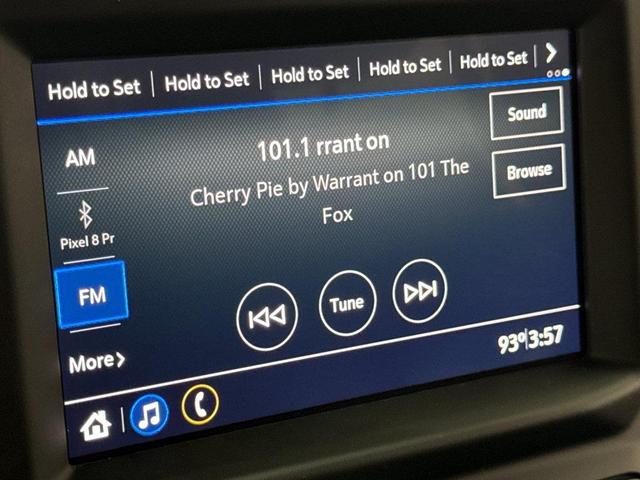 Hold to Set
Hold to Set
Hold to Set
Hold to Set
Hold to Set
AM
Pixel 8 Pr
FM
More
101.1 rrant on
Cherry Pie by Warrant on 101 The
Fox
Sound
Browse
Tune
93° 3:57